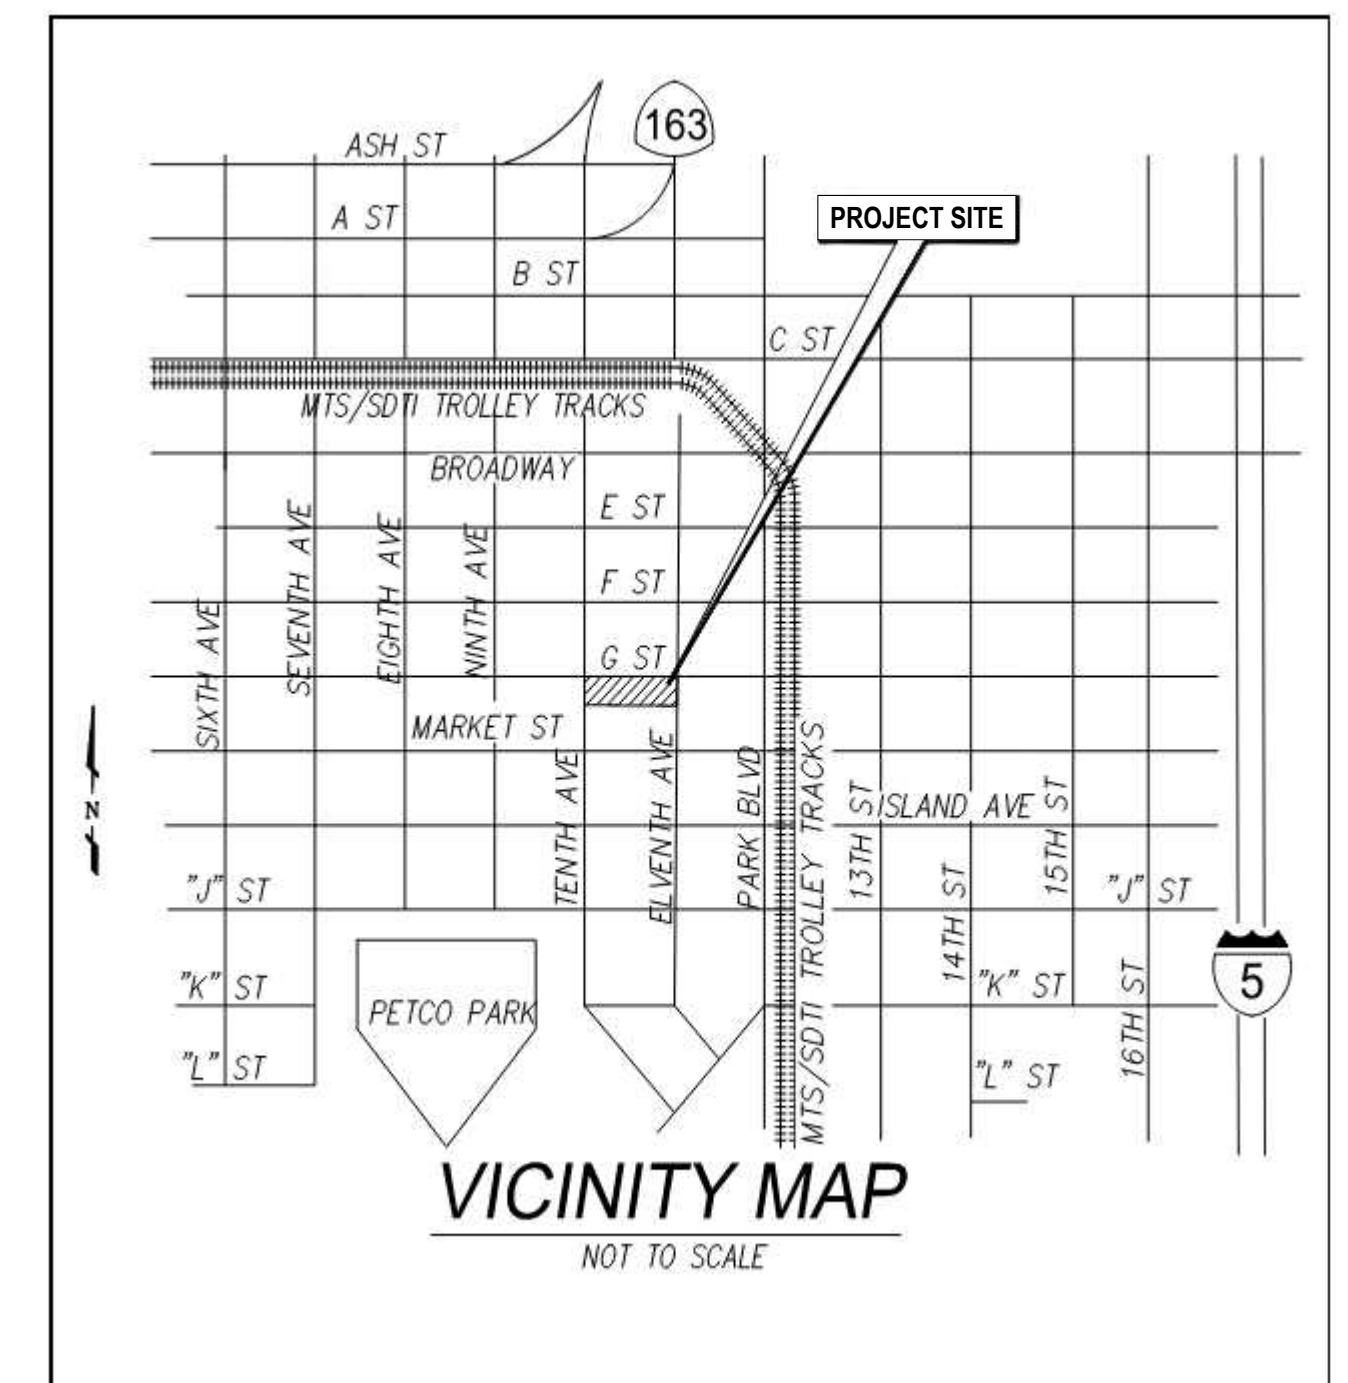 163
ASH ST
A ST
PROJECT SITE
B ST
C ST
MTS/SDTI TROLLEY TRACKS
BROADWAY
E ST
SEVENTH AVE
EIGHTH AVE
NINTH AVE
F ST
SIXTH AVE
G ST
MARKET ST
TENTH AVE
ELVENTH AVE
PARK BLVD
MTS/SDTI TROLLEY TRACKS
13TH ST
ISLAND AVE
15TH ST
N
"J" ST
14TH ST
"J" ST
"K" ST
PETCO PARK
"K" ST
16TH ST
5
"L" ST
"L" ST
VICINITY MAP
NOT TO SCALE